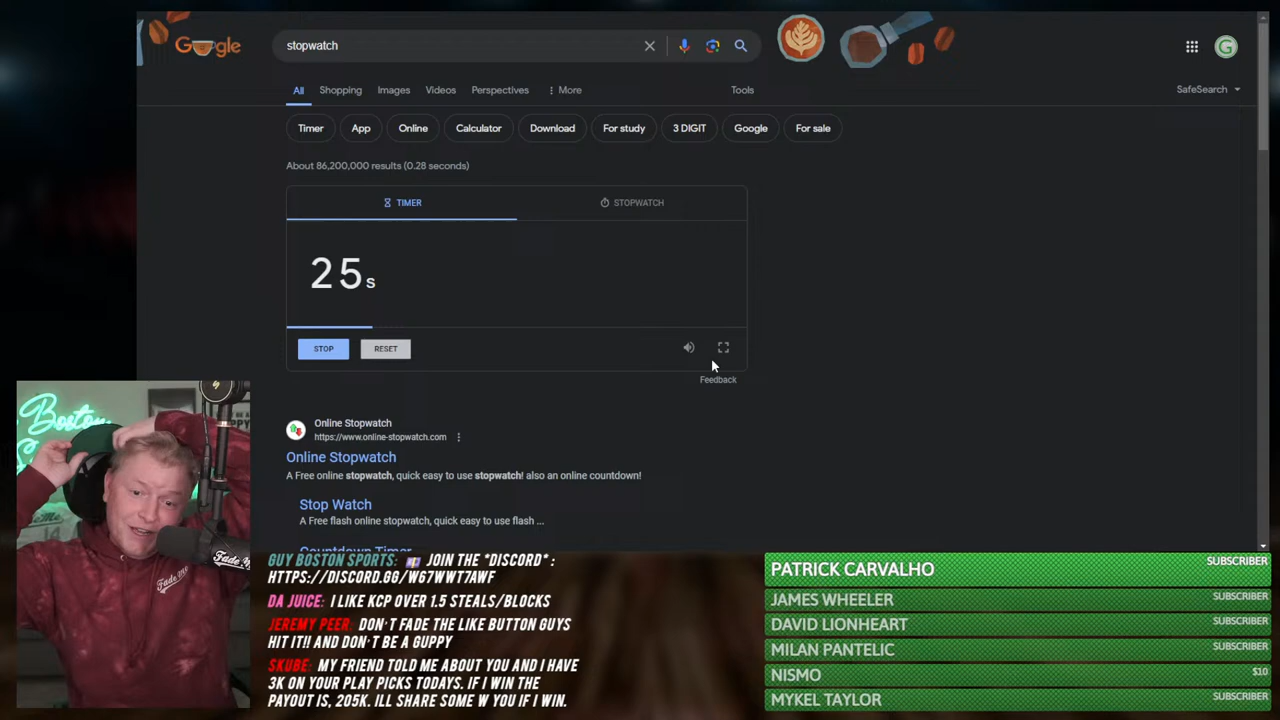 Google
stopwatch
G
All
Shopping
Images
Videos
Perspectives
More
Tools
SafeSearch
Timer
App
Online
Calculator
Download
For study
3 DIGIT
Google
For sale
About 86,200,000 results (0.28 seconds)
TIMER
STOPWATCH
25s
STOP
RESET
Feedback
Online Stopwatch
https://www.online-stopwatch.com
Online Stopwatch
A Free online stopwatch, quick easy to use stopwatch! also an online countdown!
Stop Watch
A Free flash online stopwatch, quick easy to use flash ...
Countdown Timer
Boston
Fade Me
GUY BOSTON SPORTS: JOIN THE *DISCORD* :
HTTPS://DISCORD.GG/W67WWT7AWF
DA JUICE: I LIKE KCP OVER 1.5 STEALS/BLOCKS
JEREMY PEER: DON'T FADE THE LIKE BUTTON GUYS
HIT IT!! AND DON'T BE A GUPPY
SKUBE: MY FRIEND TOLD ME ABOUT YOU AND I HAVE
3K ON YOUR PLAY PICKS TODAYS. IF I WIN THE
PAYOUT IS, 205K. ILL SHARE SOME W YOU IF I WIN.
PATRICK CARVALHO SUBSCRIBER
JAMES WHEELER SUBSCRIBER
DAVID LIONHEART SUBSCRIBER
MILAN PANTELIC SUBSCRIBER
NISMO $10
MYKEL TAYLOR SUBSCRIBER